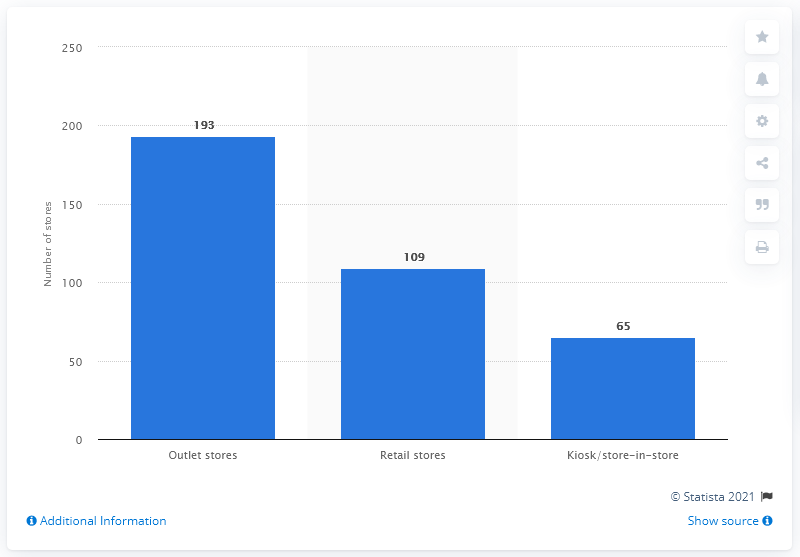 250
200
150
100
50
0
Number of stores
193
109
65
Outlet stores
Retail stores
Kiosk/store-in-store
© Statista 2021
Additional Information
Show source